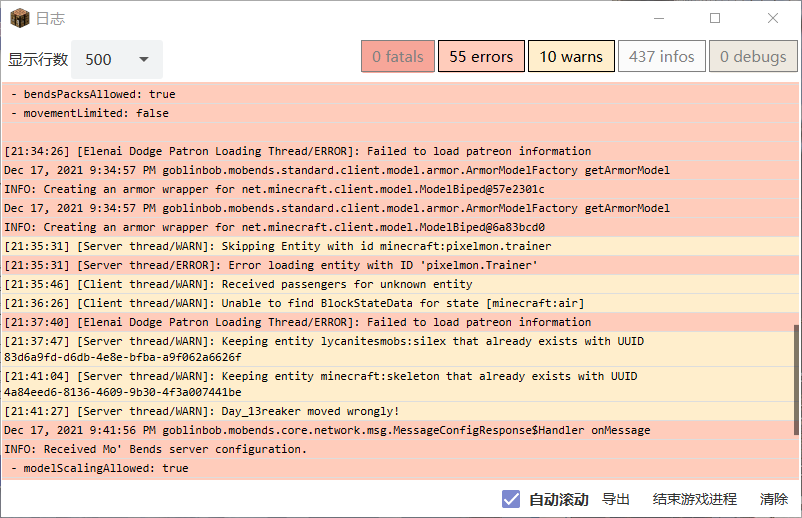 日志
显示行数 500 0 fatals 55 errors 10 warns 437 infos 0 debugs
- bendsPacksAllowed: true
- movementLimited: false
[21:34:26] [Elenai Dodge Patron Loading Thread/ERROR]: Failed to load patreon information
Dec 17, 2021 9:34:57 PM goblinbob.mobends.standard.client.model.armor.ArmorModelFactory getArmorModel
INFO: Creating an armor wrapper for net.minecraft.client.model.ModelBiped@57e2301c
Dec 17, 2021 9:34:57 PM goblinbob.mobends.standard.client.model.armor.ArmorModelFactory getArmorModel
INFO: Creating an armor wrapper for net.minecraft.client.model.ModelBiped@6a83bcd0
[21:35:31] [Server thread/WARN]: Skipping Entity with id minecraft:pixelmon.trainer
[21:35:31] [Server thread/ERROR]: Error loading entity with ID 'pixelmon.Trainer'
[21:35:46] [Client thread/WARN]: Received passengers for unknown entity
[21:36:26] [Client thread/WARN]: Unable to find BlockStateData for state [minecraft:air]
[21:37:40] [Elenai Dodge Patron Loading Thread/ERROR]: Failed to load patreon information
[21:37:47] [Server thread/WARN]: Keeping entity lycanitesmobs:silex that already exists with UUID
83d6a9fd-d6db-4e8e-bfba-a9f062a6626f
[21:41:04] [Server thread/WARN]: Keeping entity minecraft:skeleton that already exists with UUID
4a84eed6-8136-4609-9b30-4f3a007441be
[21:41:27] [Server thread/WARN]: Day_13reaker moved wrongly!
Dec 17, 2021 9:41:56 PM goblinbob.mobends.core.network.msg.MessageConfigResponse$Handler onMessage
INFO: Received Mo' Bends server configuration.
- modelScalingAllowed: true
自动滚动 导出 结束游戏进程 清除